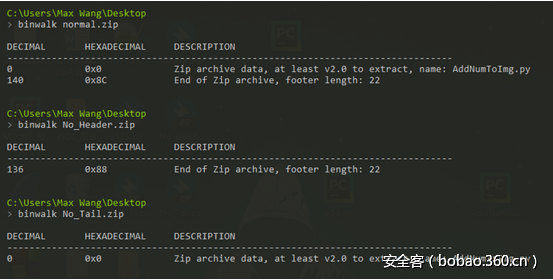 C:\Users\Max Wang\Desktop
> binwalk normal.zip
DECIMAL HEXADECIMAL DESCRIPTION
--------------------------------------------------------------------------------
0 0x0 Zip archive data, at least v2.0 to extract, name: AddNumToImg.py
140 0x8C End of Zip archive, footer length: 22
C:\Users\Max Wang\Desktop
> binwalk No_Header.zip
DECIMAL HEXADECIMAL DESCRIPTION
--------------------------------------------------------------------------------
136 0x88 End of Zip archive, footer length: 22
C:\Users\Max Wang\Desktop
> binwalk No_Tail.zip
DECIMAL HEXADECIMAL DESCRIPTION
--------------------------------------------------------------------------------
0 0x0 Zip archive data, at least v2.0 to extract
安全客 ( bobao.360.cn )